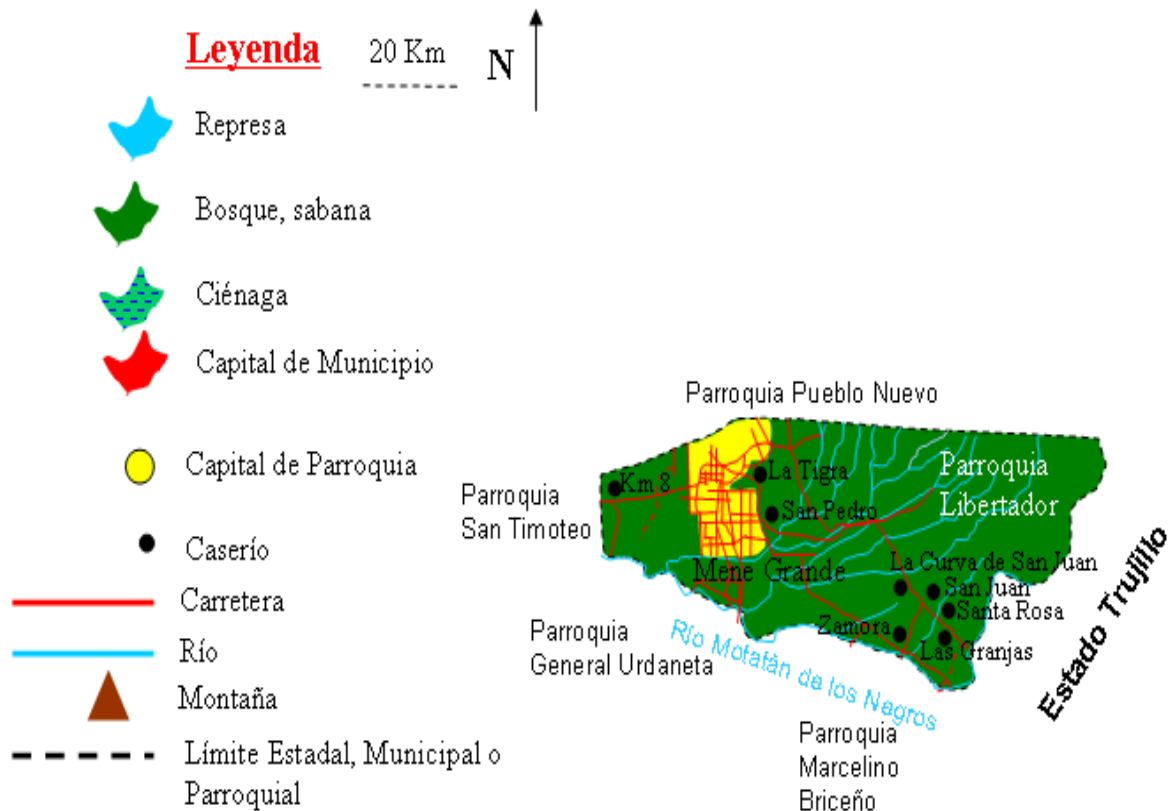 Leyenda
20 Km
N
Represa
Bosque, sabana
Ciénaga
Capital de Municipio
Capital de Parroquia
Caserío
Carretera
Río
Montaña
Límite Estadal, Municipal o
Parroquial
Parroquia Pueblo Nuevo
Parroquia
San Timoteo
Km 8
La Tigra
San Pedro
Parroquia
Libertador
Mene Grande
La Curva de San Juan
San Juan
Santa Rosa
Zamora
Las Granjas
Parroquia
General Urdaneta
Río Motatán de los Negros
Estado Trujillo
Parroquia
Marcelino
Briceño